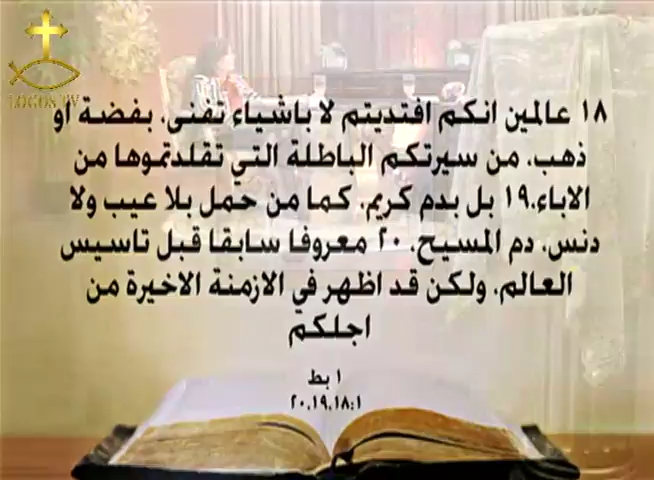 LOGOS TV
١٨ عالمين انكم افتديتم لا باشياء تفنى، بفضة او
ذهب، من سيرتكم الباطلة التي تقلدتموها من
الاباء،١٩ بل بدم كريم، كما من حمل بلا عيب ولا
دنس، دم المسيح، ٢٠ معروفا سابقا قبل تاسيس
العالم، ولكن قد اظهر في الازمنة الاخيرة من
اجلكم
١ بط
١:١٨،١٩،٢٠